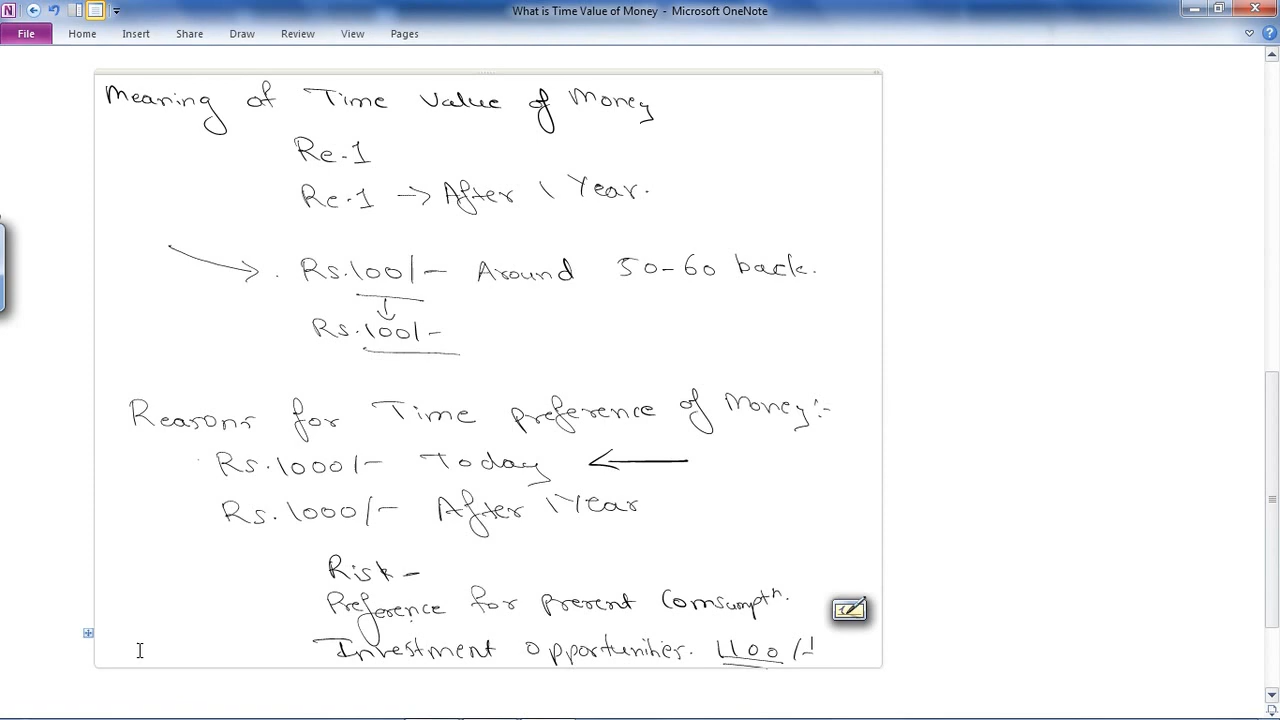 What is Time Value of Money - Microsoft OneNote
File Home Insert Share Draw Review View Pages
Meaning of Time Value of Money
Re.1
Re.1 → After 1 Year.
→ Rs.100/- Around 50-60 back.
Rs.100/-
Reasons for Time preference of Money:-
Rs.1000/- Today ←
Rs.1000/- After 1 Year
Risk -
Preference for present Comsumptn.
Investment opportunities. 1100/-